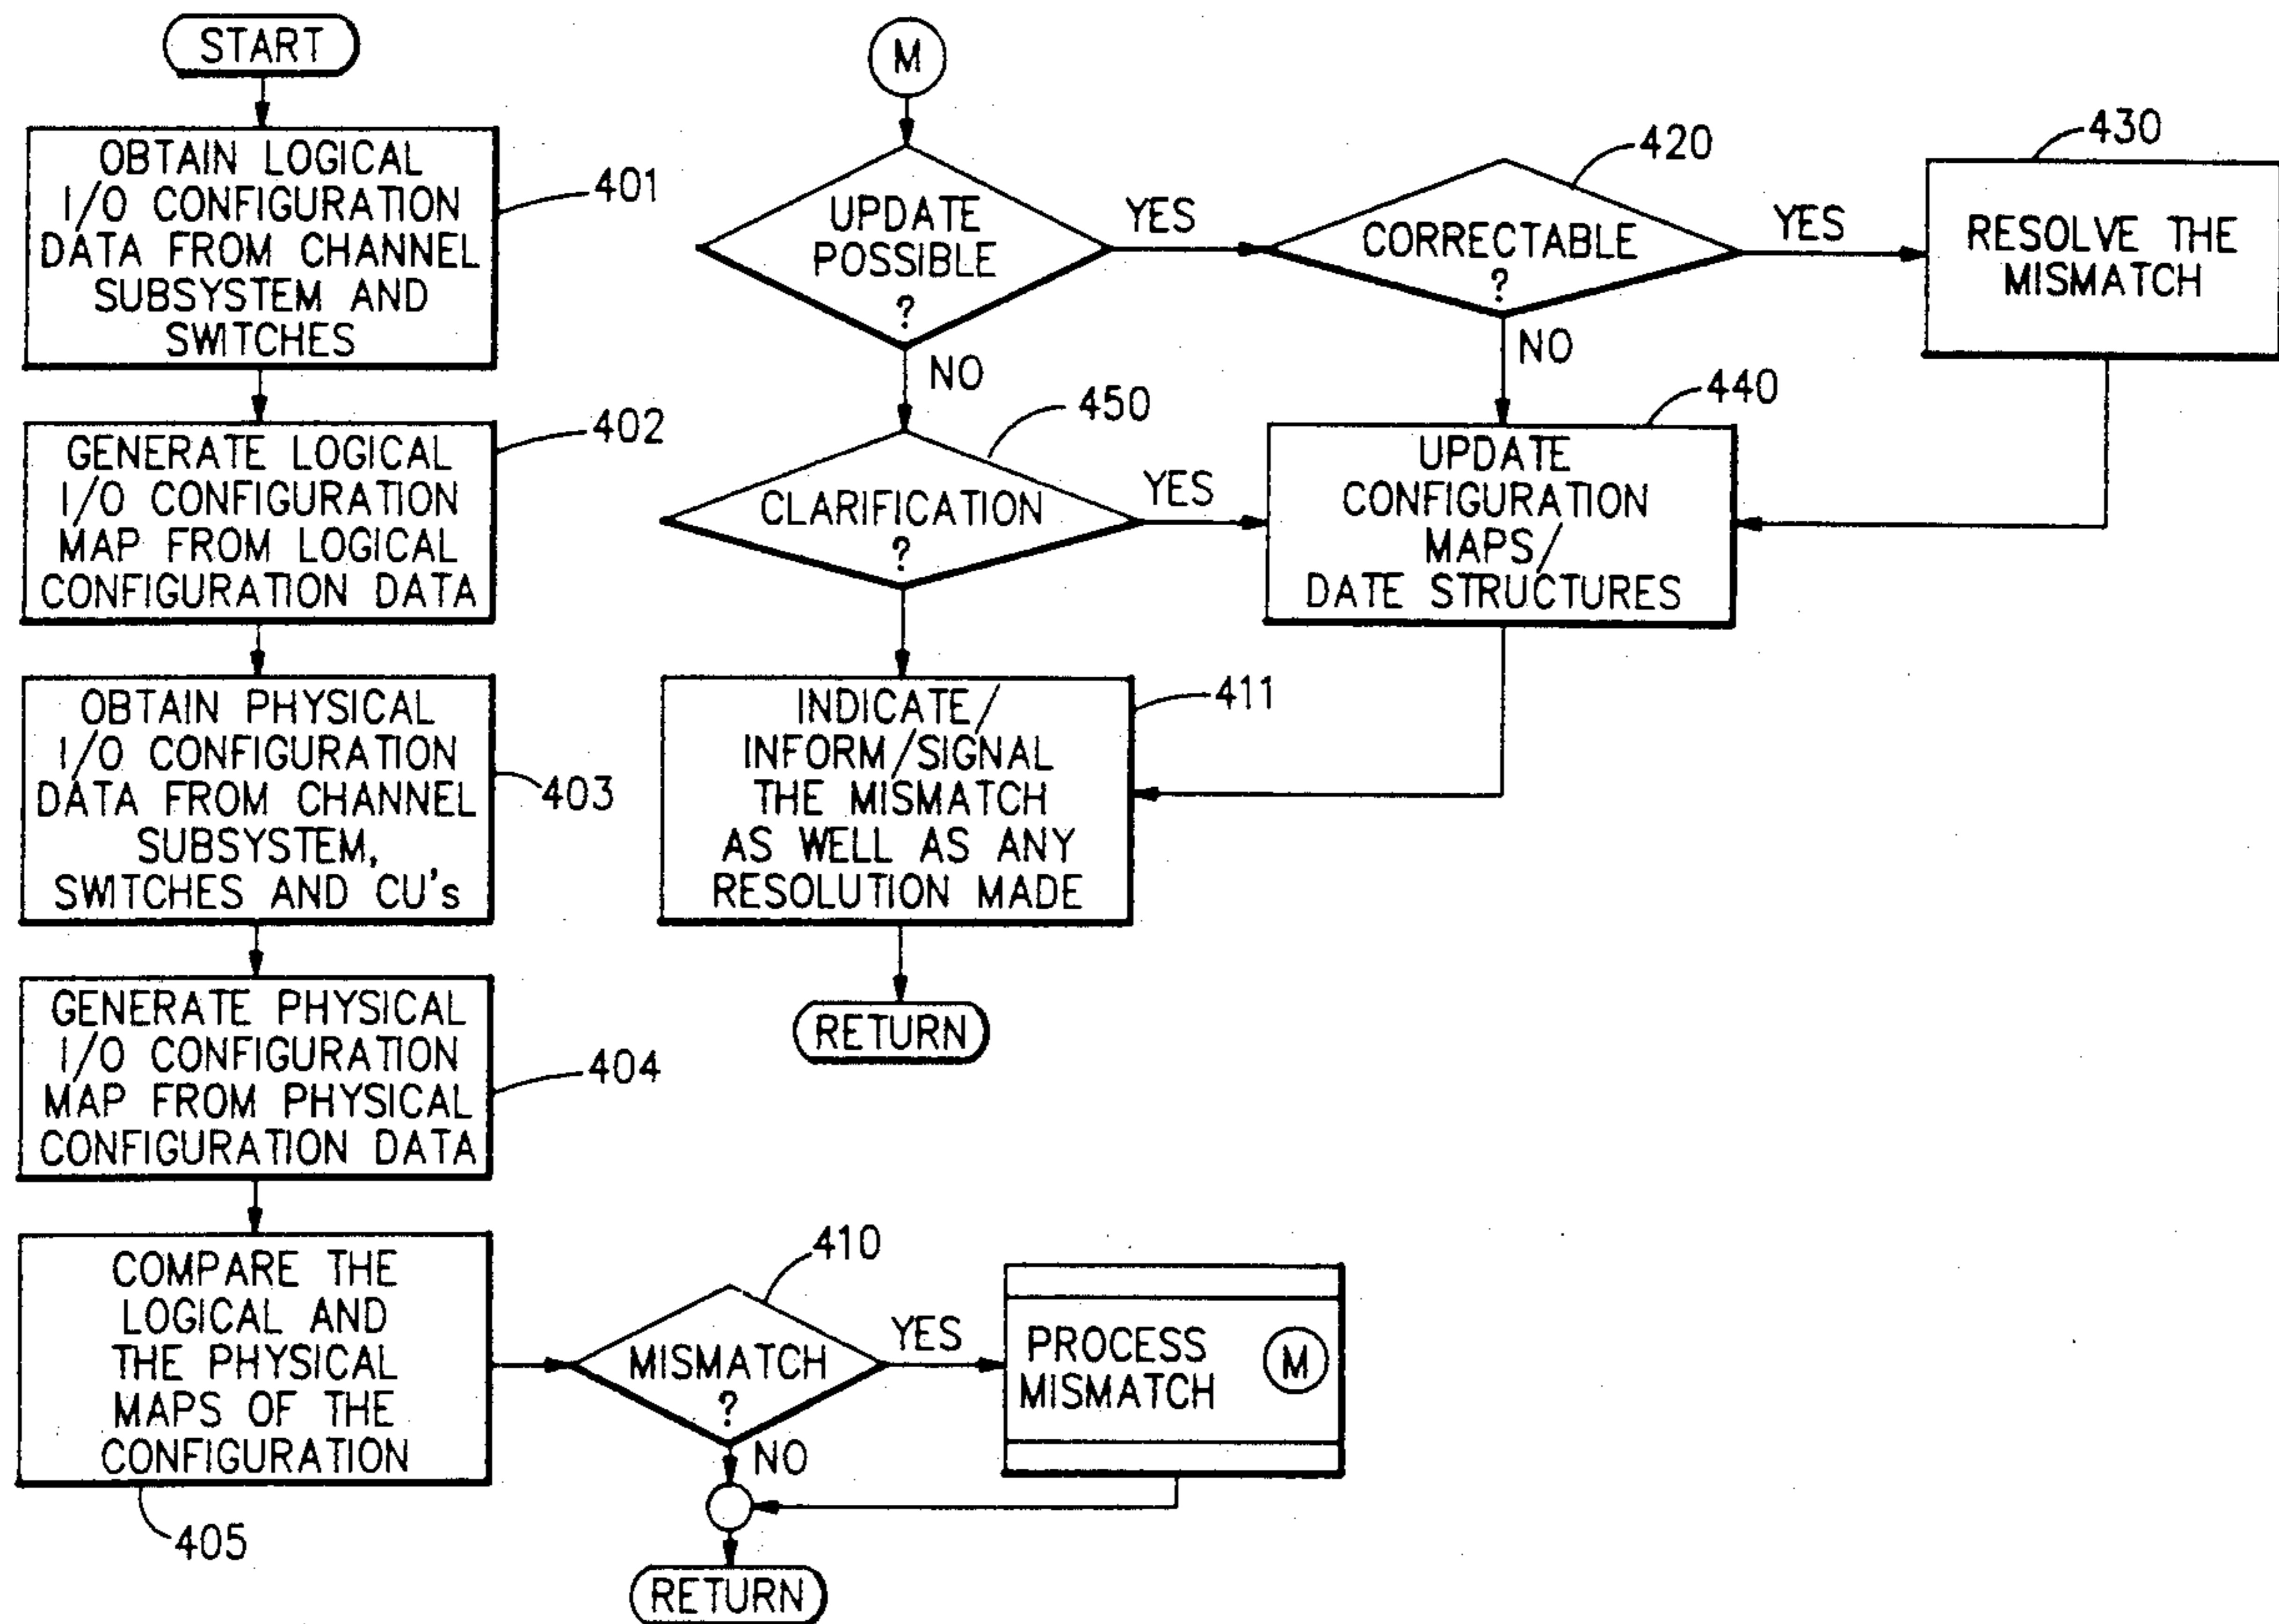 START
OBTAIN LOGICAL
I/O CONFIGURATION
DATA FROM CHANNEL
SUBSYSTEM AND
SWITCHES
401
GENERATE LOGICAL
I/O CONFIGURATION
MAP FROM LOGICAL
CONFIGURATION DATA
402
OBTAIN PHYSICAL
I/O CONFIGURATION
DATA FROM CHANNEL
SUBSYSTEM,
SWITCHES AND CU's
403
GENERATE PHYSICAL
I/O CONFIGURATION
MAP FROM PHYSICAL
CONFIGURATION DATA
404
COMPARE THE
LOGICAL AND
THE PHYSICAL
MAPS OF THE
CONFIGURATION
405
410
MISMATCH
?
YES
NO
PROCESS
MISMATCH
M
RETURN
M
UPDATE
POSSIBLE
?
YES
NO
420
CORRECTABLE
?
YES
NO
430
RESOLVE THE
MISMATCH
450
CLARIFICATION
?
YES
440
UPDATE
CONFIGURATION
MAPS/
DATE STRUCTURES
411
INDICATE/
INFORM/SIGNAL
THE MISMATCH
AS WELL AS ANY
RESOLUTION MADE
RETURN